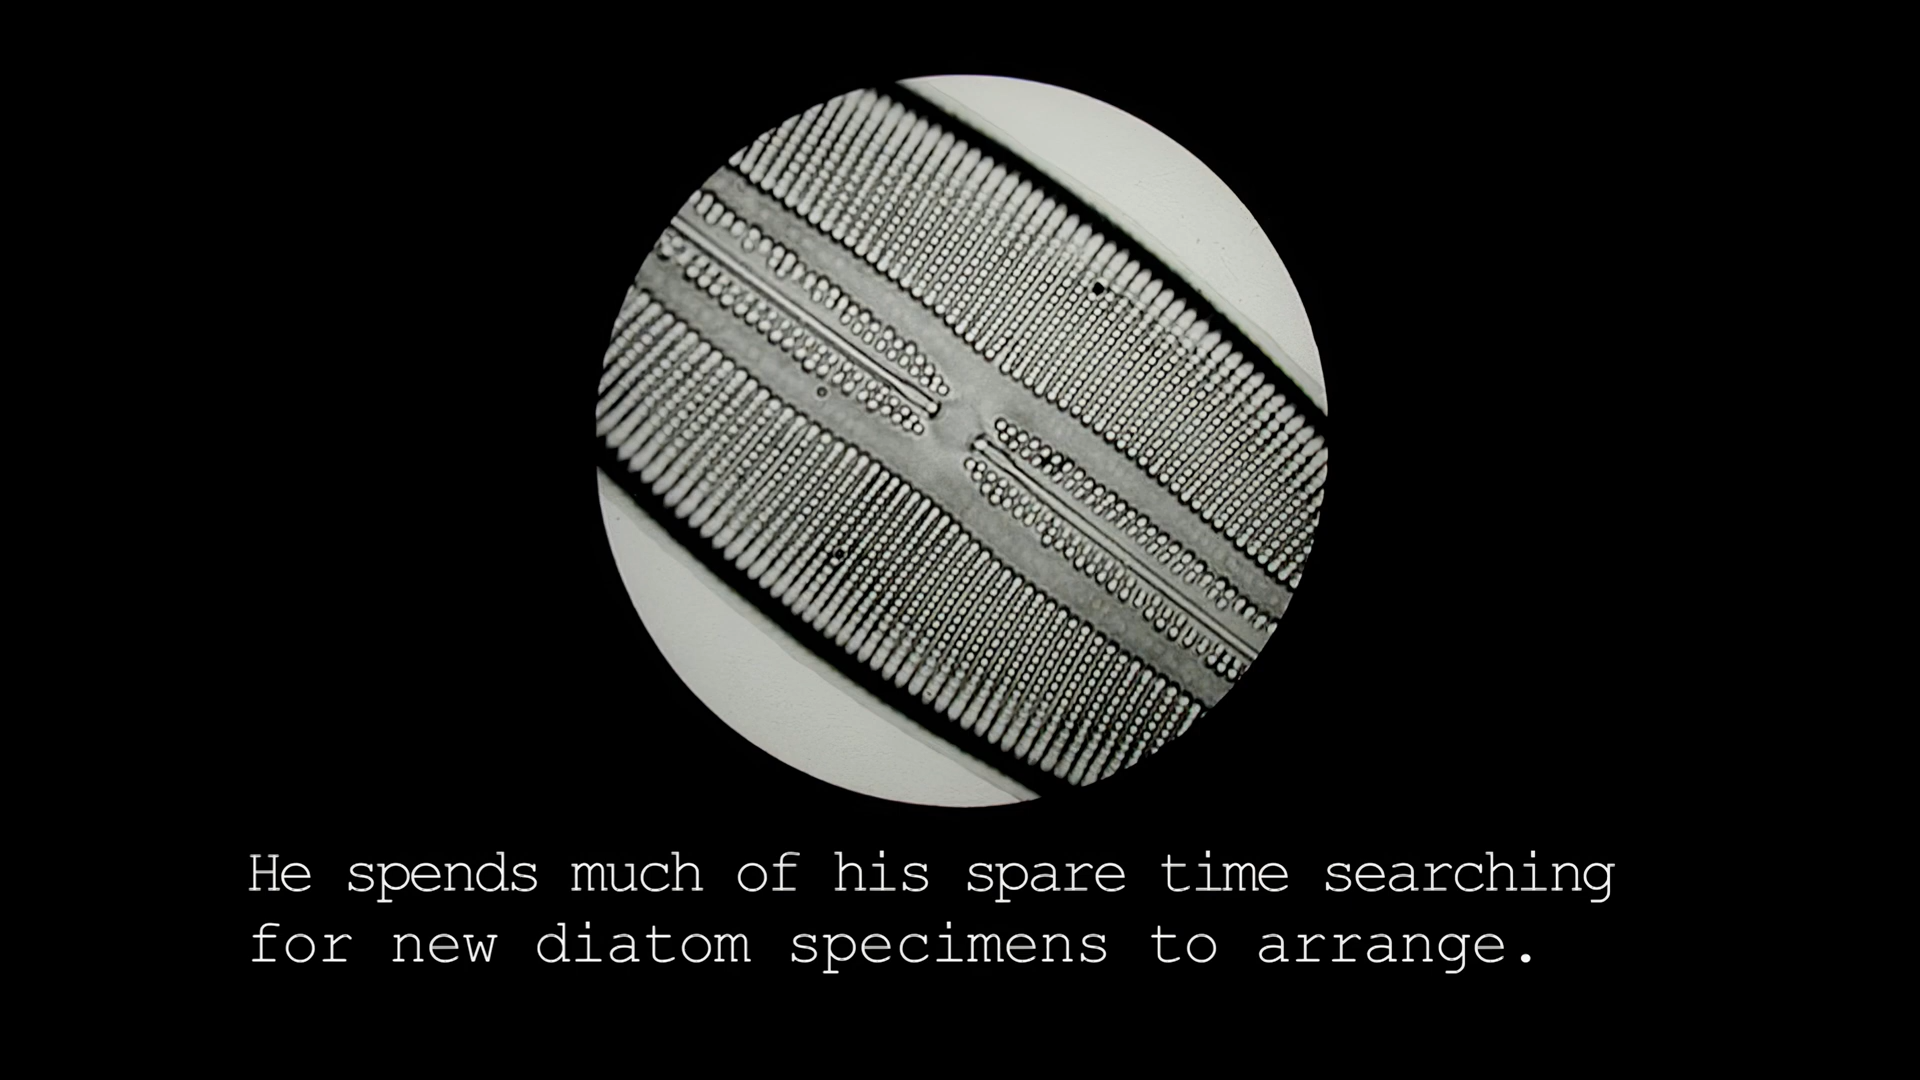 He spends much of his spare time searching
for new diatom specimens to arrange.